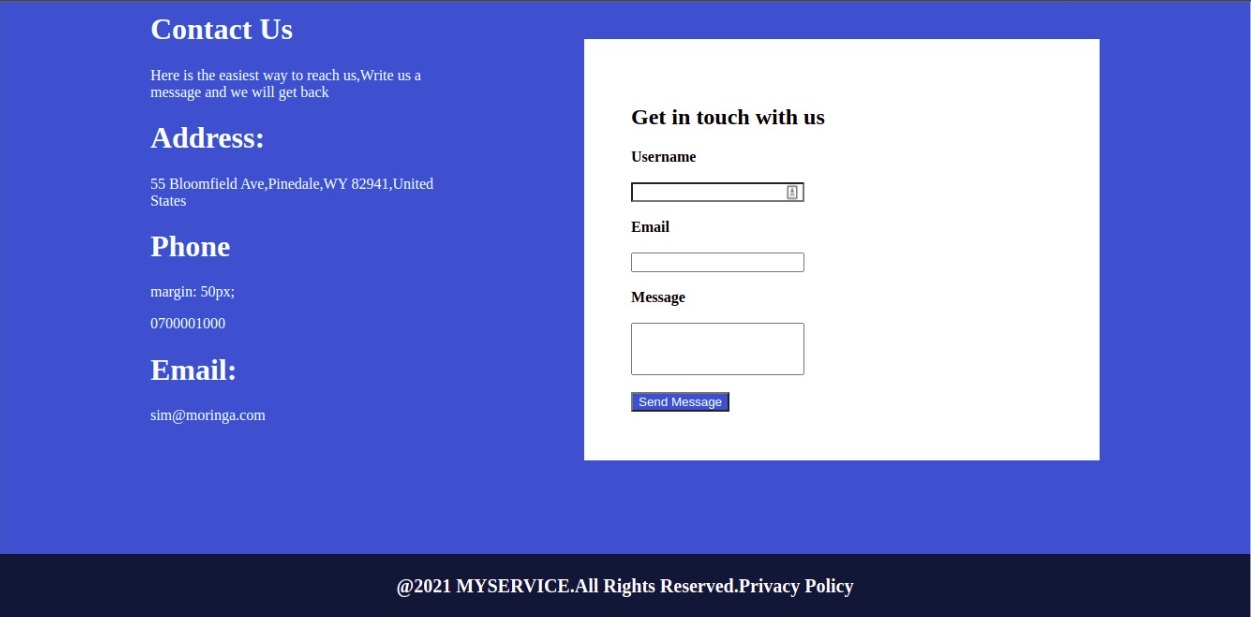 Contact Us
Here is the easiest way to reach us,Write us a
message and we will get back
Address:
55 Bloomfield Ave,Pinedale,WY 82941,United
States
Phone
margin: 50px;
0700001000
Email:
sim@moringa.com
Get in touch with us
Username
Email
Message
Send Message
@2021 MYSERVICE.All Rights Reserved.Privacy Policy